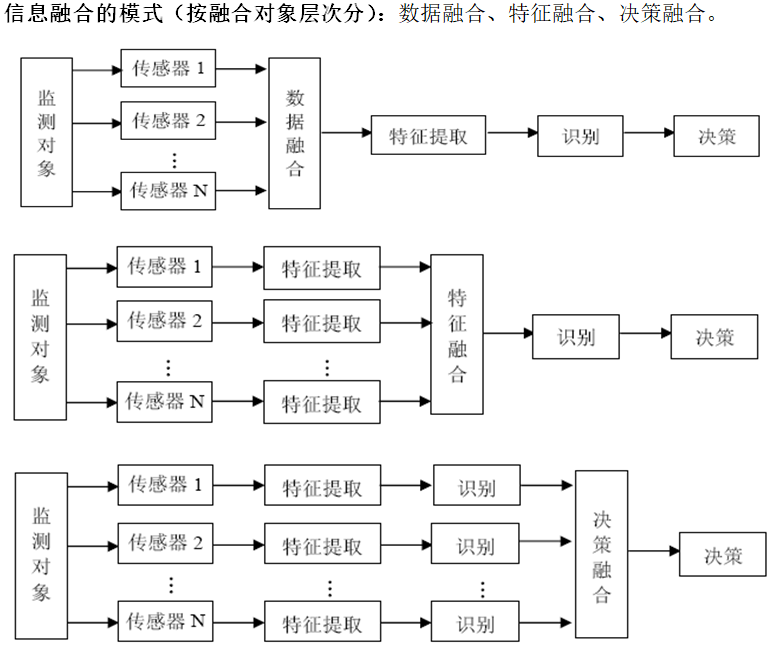 信息融合的模式（按融合对象层次分）：数据融合、特征融合、决策融合。
监测对象
传感器 1
传感器 2
⋮
传感器 N
数据融合
特征提取
识别
决策
监测对象
传感器 1
特征提取
传感器 2
特征提取
⋮
⋮
传感器 N
特征提取
特征融合
识别
决策
监测对象
传感器 1
特征提取
识别
传感器 2
特征提取
识别
⋮
⋮
⋮
传感器 N
特征提取
识别
决策融合
决策